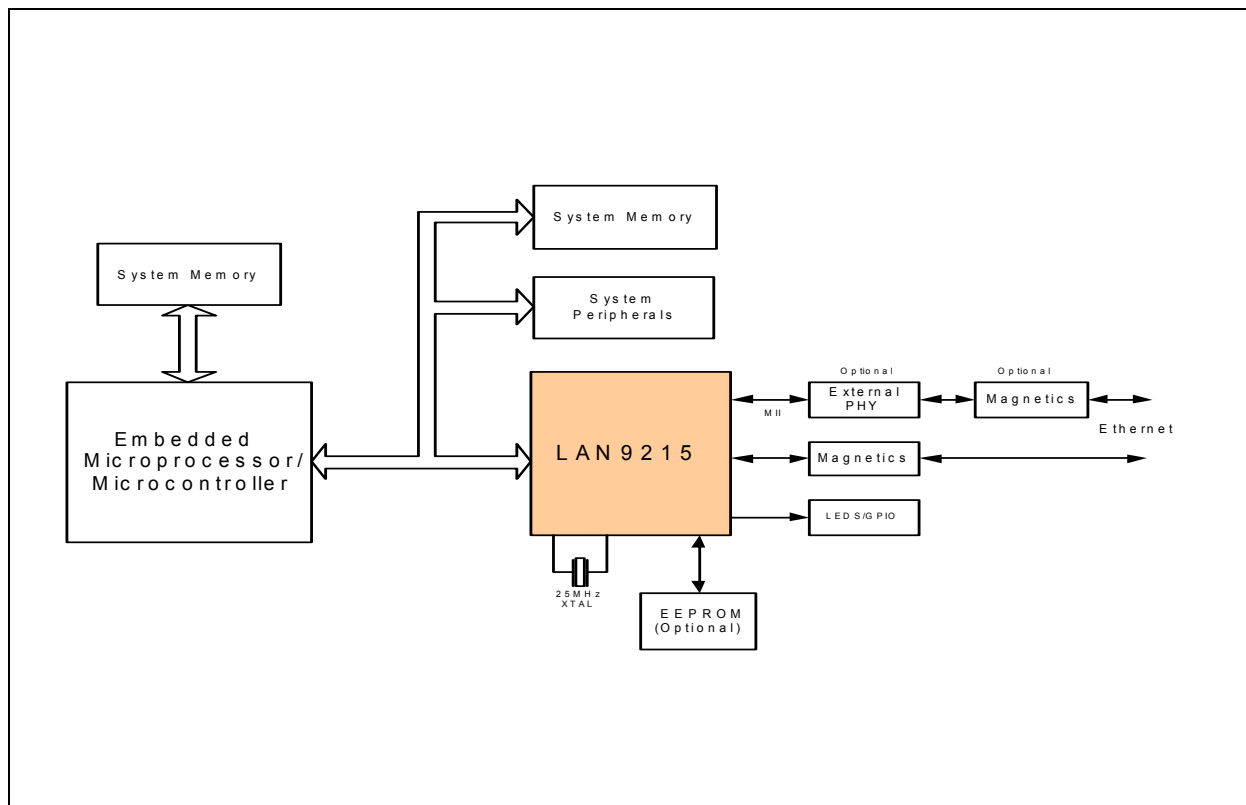 System Memory
System Memory
System
Peripherals
Embedded
Microprocessor/
Microcontroller
LAN9215
MII
Optional
External
PHY
Optional
Magnetics
Ethernet
Magnetics
LEDS/GPIO
25MHz
XTAL
EEPROM
(Optional)